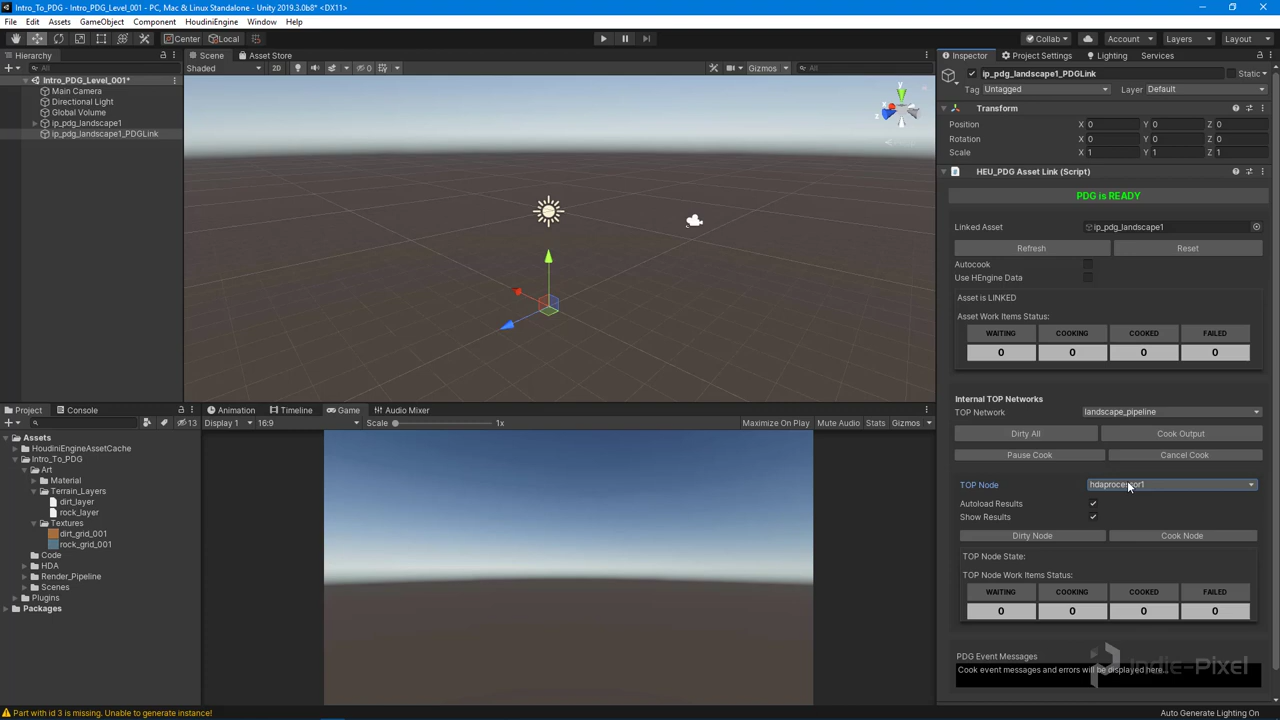 Intro_To_PDG - Intro_PDG_Level_001 - PC, Mac & Linux Standalone - Unity 2019.3.0b8* <DX11>
File Edit Assets GameObject Component HoudiniEngine Window Help
Center Local Collab Account Layers Layout
Hierarchy
All
Intro_PDG_Level_001*
Main Camera
Directional Light
Global Volume
ip_pdg_landscape1
ip_pdg_landscape1_PDGLink
Scene Asset Store
Shaded 2D 0 Gizmos All
y
x
Project Console
13
Assets
HoudiniEngineAssetCache
Intro_To_PDG
Art
Material
Terrain_Layers
dirt_layer
rock_layer
Textures
dirt_grid_001
rock_grid_001
Code
HDA
Render_Pipeline
Scenes
Plugins
Packages
Animation Timeline Game Audio Mixer
Display 1 16:9 Scale 1x Maximize On Play Mute Audio Stats Gizmos
Inspector Project Settings Lighting Services
ip_pdg_landscape1_PDGLink Static
Tag Untagged Layer Default
Transform
Position X 0 Y 0 Z 0
Rotation X 0 Y 0 Z 0
Scale X 1 Y 1 Z 1
HEU_PDG Asset Link (Script)
PDG is READY
Linked Asset ip_pdg_landscape1
Refresh Reset
Autocook
Use HEngine Data
Asset is LINKED
Asset Work Items Status:
WAITING COOKING COOKED FAILED
0 0 0 0
Internal TOP Networks
TOP Network landscape_pipeline
Dirty All Cook Output
Pause Cook Cancel Cook
TOP Node hdaprocessor1
Autoload Results
Show Results
Dirty Node Cook Node
TOP Node State:
TOP Node Work Items Status:
WAITING COOKING COOKED FAILED
0 0 0 0
PDG Event Messages
Cook event messages and errors will be displayed here...
Indie-Pixel
Part with id 3 is missing. Unable to generate instance!
Auto Generate Lighting On